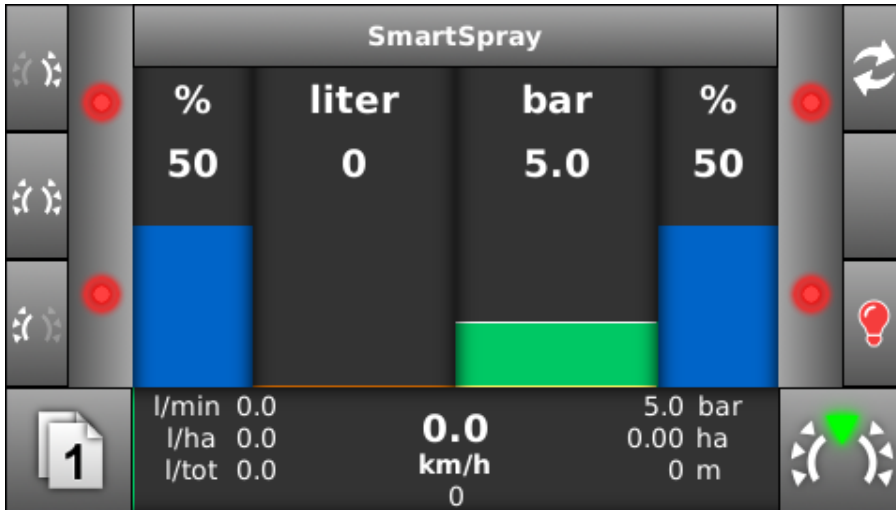 SmartSpray
% liter bar %
50 0 5.0 50
l/min 0.0
l/ha 0.0
l/tot 0.0
0.0
km/h
0
5.0 bar
0.00 ha
0 m
1